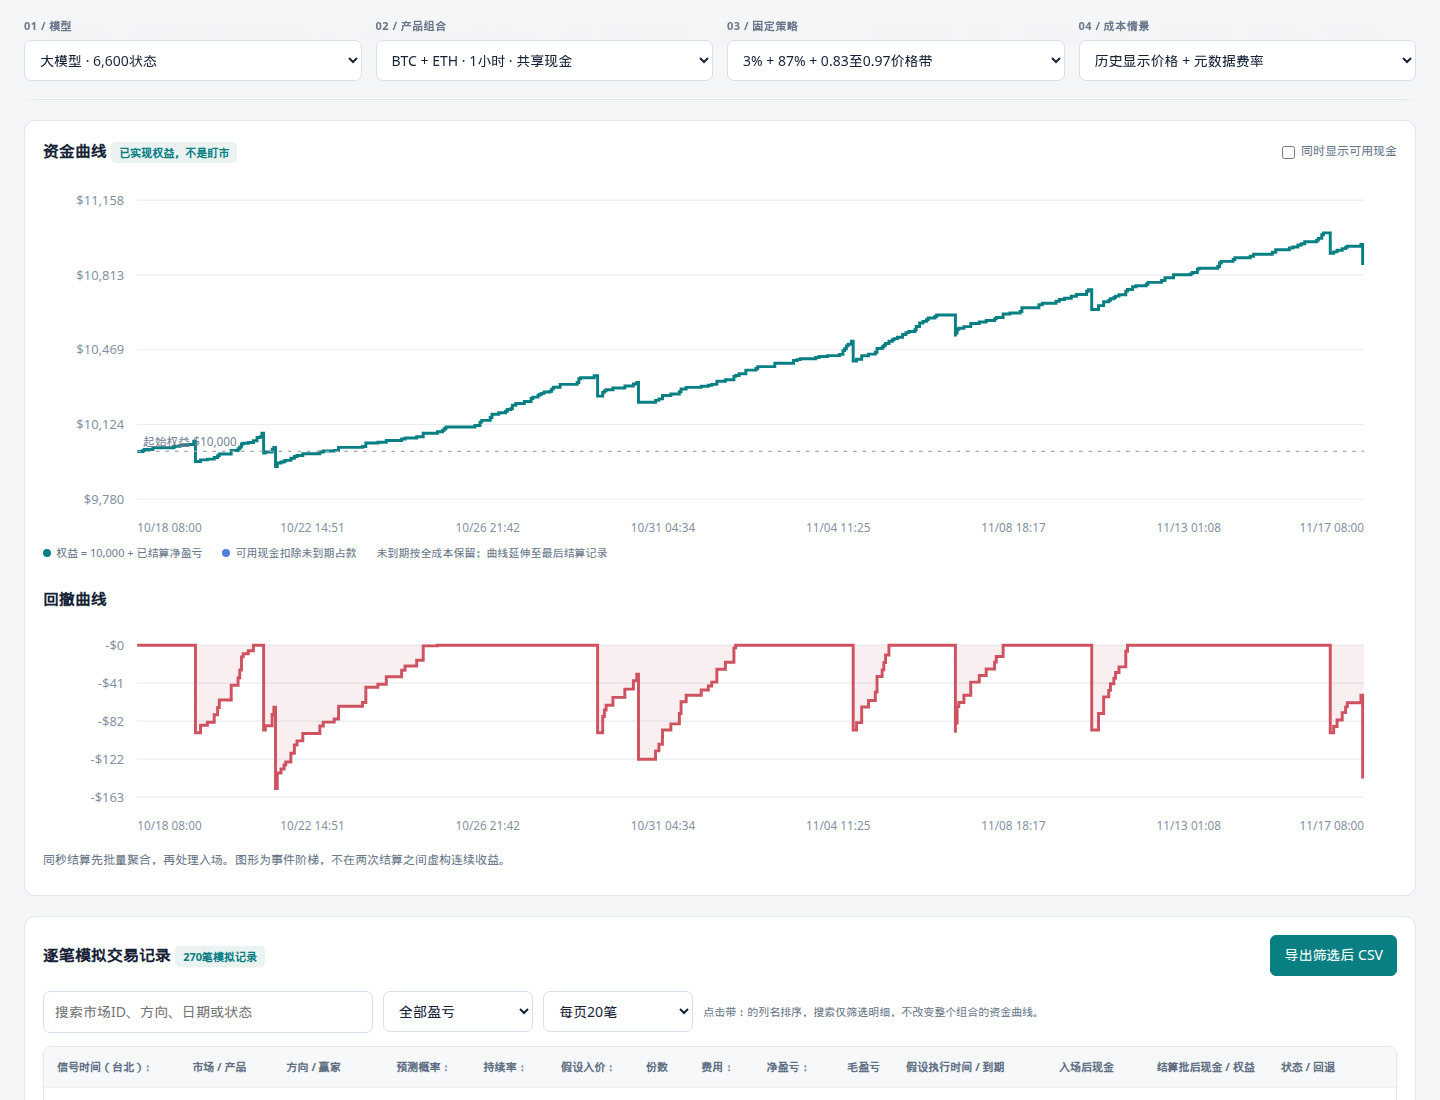 01 / 模型
02 / 产品组合
03 / 固定策略
04 / 成本情景
大模型 · 6,600状态
BTC + ETH · 1小时 · 共享现金
3% + 87% + 0.83至0.97价格带
历史显示价格 + 元数据费率
资金曲线
已实现权益，不是盯市
同时显示可用现金
$11,158
$10,813
$10,469
$10,124
$9,780
起始权益 $10,000
10/18 08:00
10/22 14:51
10/26 21:42
10/31 04:34
11/04 11:25
11/08 18:17
11/13 01:08
11/17 08:00
权益 = 10,000 + 已结算净盈亏
可用现金扣除未到期占款
未到期按全成本保留；曲线延伸至最后结算记录
回撤曲线
-$0
-$41
-$82
-$122
-$163
10/18 08:00
10/22 14:51
10/26 21:42
10/31 04:34
11/04 11:25
11/08 18:17
11/13 01:08
11/17 08:00
同秒结算先批量聚合，再处理入场。图形为事件阶梯，不在两次结算之间虚构连续收益。
逐笔模拟交易记录
270笔模拟记录
导出筛选后 CSV
搜索市场ID、方向、日期或状态
全部盈亏
每页20笔
点击带 ↕ 的列名排序，搜索仅筛选明细，不改变整个组合的资金曲线。
信号时间（台北）↕
市场 / 产品
方向 / 赢家
预测概率 ↕
持续率 ↕
假设入价 ↕
份数
费用 ↕
净盈亏 ↕
毛盈亏
假设执行时间 / 到期
入场后现金
结算批后现金 / 权益
状态 / 回退